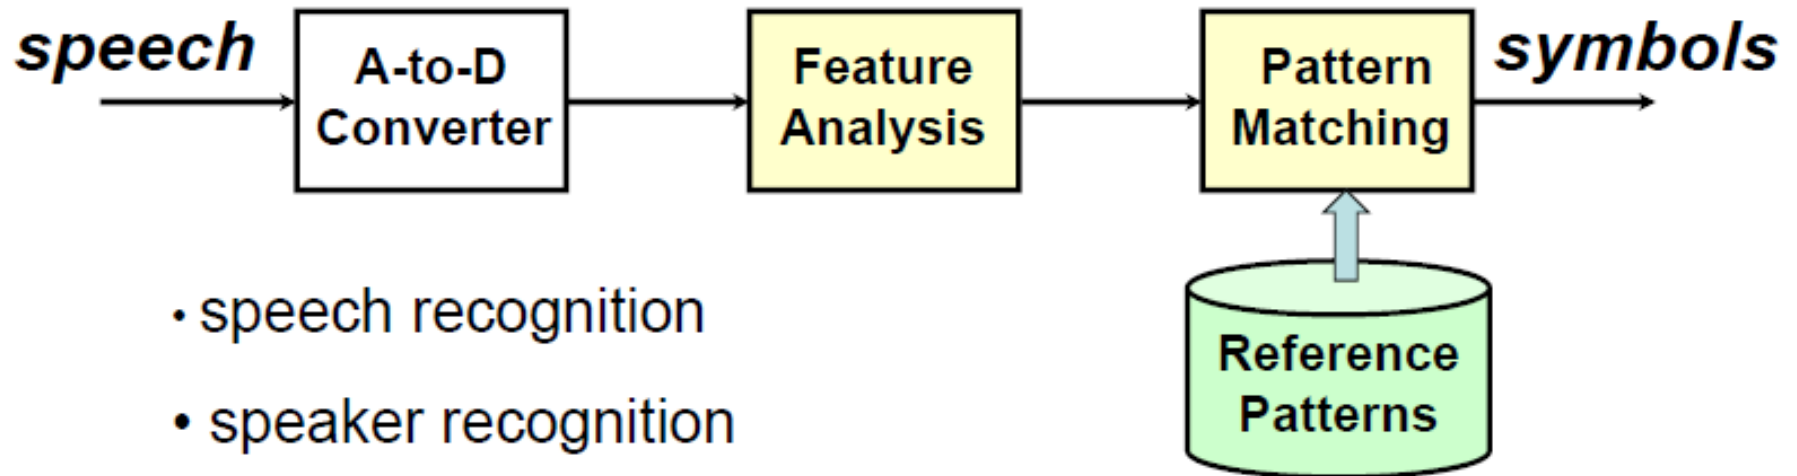 speech
A-to-D
Converter
Feature
Analysis
Pattern
Matching
symbols
• speech recognition
• speaker recognition
Reference
Patterns